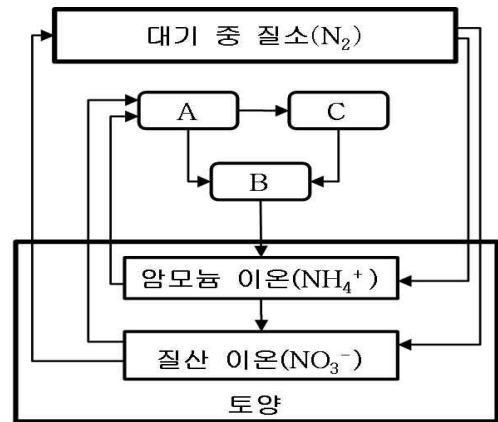 대기 중 질소(N₂)
A
C
B
암모늄 이온(NH₄⁺)
질산 이온(NO₃⁻)
토양